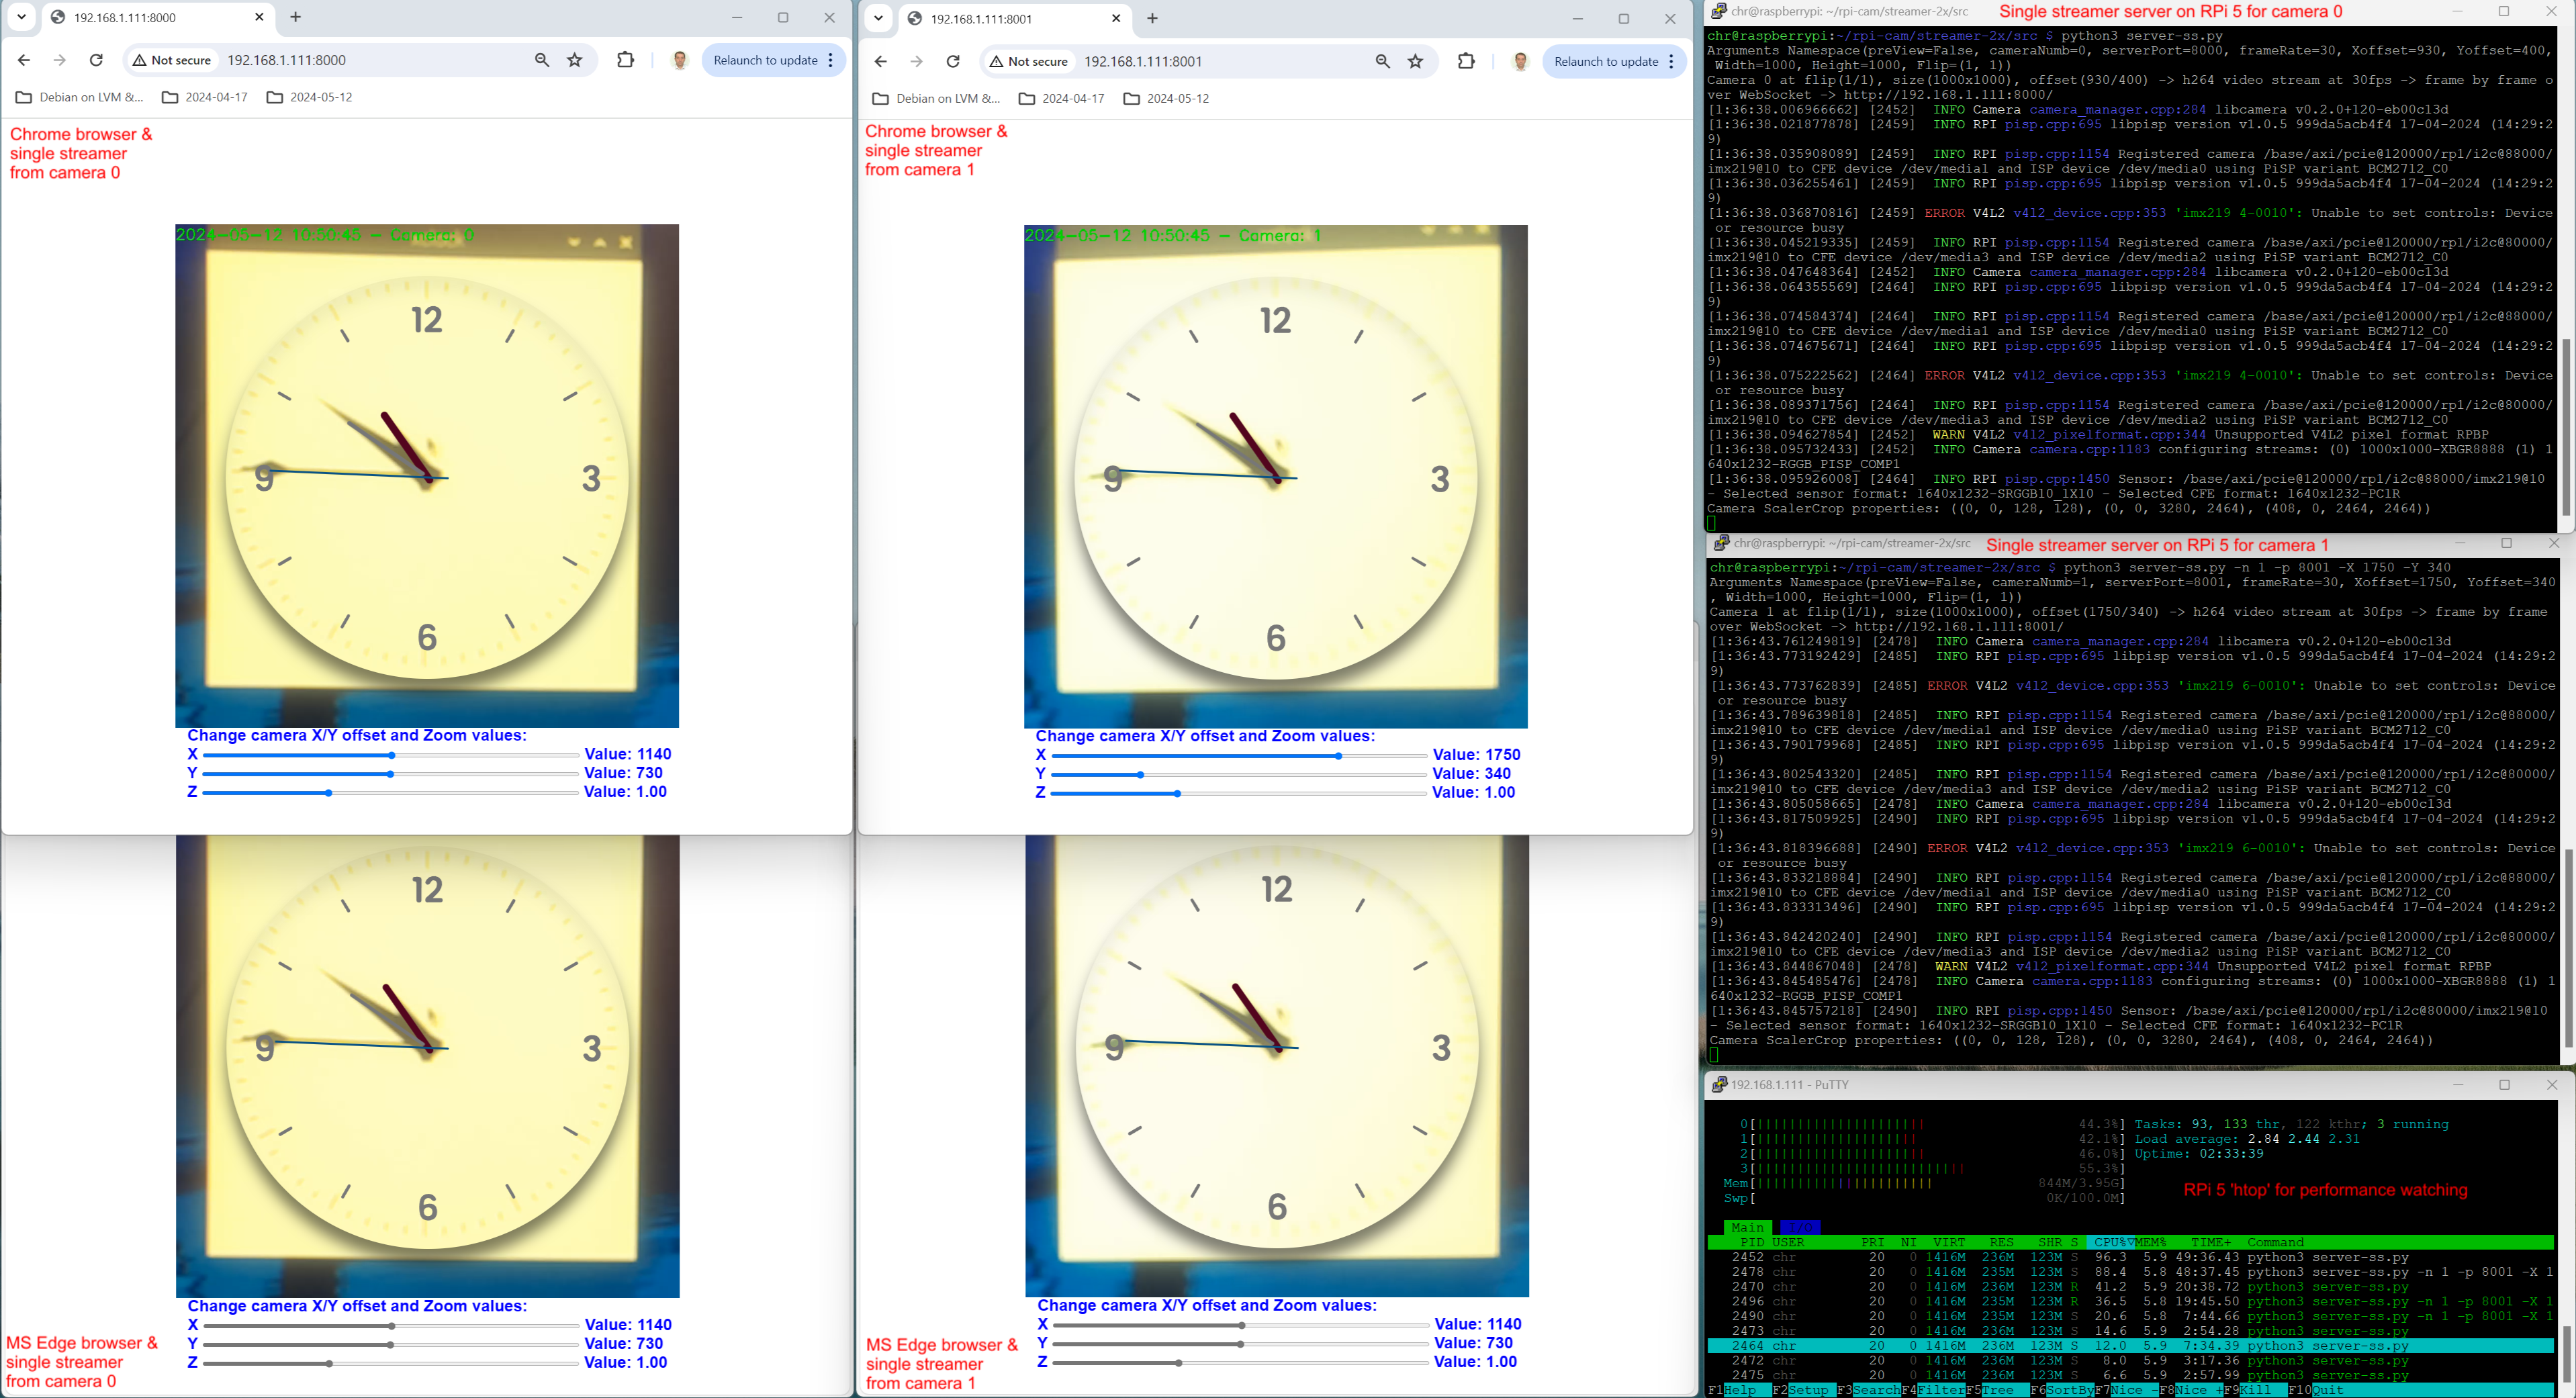 192.168.1.111:8000
Not secure 192.168.1.111:8000 Relaunch to update
Debian on LVM &... 2024-04-17 2024-05-12
Chrome browser &
single streamer
from camera 0
2024-05-12 10:50:45 - Camera: 0
12
9 3
6
Change camera X/Y offset and Zoom values:
X Value: 1140
Y Value: 730
Z Value: 1.00
12
9 3
6
Change camera X/Y offset and Zoom values:
X Value: 1140
Y Value: 730
Z Value: 1.00
MS Edge browser &
single streamer
from camera 0
192.168.1.111:8001
Not secure 192.168.1.111:8001 Relaunch to update
Debian on LVM &... 2024-04-17 2024-05-12
Chrome browser &
single streamer
from camera 1
2024-05-12 10:50:45 - Camera: 1
12
9 3
6
Change camera X/Y offset and Zoom values:
X Value: 1750
Y Value: 340
Z Value: 1.00
12
9 3
6
Change camera X/Y offset and Zoom values:
X Value: 1140
Y Value: 730
Z Value: 1.00
MS Edge browser &
single streamer
from camera 1
chr@raspberrypi: ~/rpi-cam/streamer-2x/src Single streamer server on RPi 5 for camera 0
chr@raspberrypi:~/rpi-cam/streamer-2x/src $ python3 server-ss.py
Arguments Namespace(preView=False, cameraNumb=0, serverPort=8000, frameRate=30, Xoffset=930, Yoffset=400,
Width=1000, Height=1000, Flip=(1, 1))
Camera 0 at flip(1/1), size(1000x1000), offset(930/400) -> h264 video stream at 30fps -> frame by frame o
ver WebSocket -> http://192.168.1.111:8000/
[1:36:38.006966662] [2452] INFO Camera camera_manager.cpp:284 libcamera v0.2.0+120-eb00c13d
[1:36:38.021877878] [2459] INFO RPI pisp.cpp:695 libpisp version v1.0.5 999da5acb4f4 17-04-2024 (14:29:2
9)
[1:36:38.035908089] [2459] INFO RPI pisp.cpp:1154 Registered camera /base/axi/pcie@120000/rp1/i2c@88000/
imx219@10 to CFE device /dev/media1 and ISP device /dev/media0 using PiSP variant BCM2712_C0
[1:36:38.036255461] [2459] INFO RPI pisp.cpp:695 libpisp version v1.0.5 999da5acb4f4 17-04-2024 (14:29:2
9)
[1:36:38.036870816] [2459] ERROR V4L2 v4l2_device.cpp:353 'imx219 4-0010': Unable to set controls: Device
or resource busy
[1:36:38.045219335] [2459] INFO RPI pisp.cpp:1154 Registered camera /base/axi/pcie@120000/rp1/i2c@80000/
imx219@10 to CFE device /dev/media3 and ISP device /dev/media2 using PiSP variant BCM2712_C0
[1:36:38.047648364] [2452] INFO Camera camera_manager.cpp:284 libcamera v0.2.0+120-eb00c13d
[1:36:38.064355569] [2464] INFO RPI pisp.cpp:695 libpisp version v1.0.5 999da5acb4f4 17-04-2024 (14:29:2
9)
[1:36:38.074584374] [2464] INFO RPI pisp.cpp:1154 Registered camera /base/axi/pcie@120000/rp1/i2c@88000/
imx219@10 to CFE device /dev/media1 and ISP device /dev/media0 using PiSP variant BCM2712_C0
[1:36:38.074675671] [2464] INFO RPI pisp.cpp:695 libpisp version v1.0.5 999da5acb4f4 17-04-2024 (14:29:2
9)
[1:36:38.075222562] [2464] ERROR V4L2 v4l2_device.cpp:353 'imx219 4-0010': Unable to set controls: Device
or resource busy
[1:36:38.089371756] [2464] INFO RPI pisp.cpp:1154 Registered camera /base/axi/pcie@120000/rp1/i2c@80000/
imx219@10 to CFE device /dev/media3 and ISP device /dev/media2 using PiSP variant BCM2712_C0
[1:36:38.094627854] [2452] WARN V4L2 v4l2_pixelformat.cpp:344 Unsupported V4L2 pixel format RPBP
[1:36:38.095732433] [2452] INFO Camera camera.cpp:1183 configuring streams: (0) 1000x1000-XBGR8888 (1) 1
640x1232-RGGB_PISP_COMP1
[1:36:38.095926008] [2464] INFO RPI pisp.cpp:1450 Sensor: /base/axi/pcie@120000/rp1/i2c@88000/imx219@10
- Selected sensor format: 1640x1232-SRGGB10_1X10 - Selected CFE format: 1640x1232-PC1R
Camera ScalerCrop properties: ((0, 0, 128, 128), (0, 0, 3280, 2464), (408, 0, 2464, 2464))
chr@raspberrypi: ~/rpi-cam/streamer-2x/src Single streamer server on RPi 5 for camera 1
chr@raspberrypi:~/rpi-cam/streamer-2x/src $ python3 server-ss.py -n 1 -p 8001 -X 1750 -Y 340
Arguments Namespace(preView=False, cameraNumb=1, serverPort=8001, frameRate=30, Xoffset=1750, Yoffset=340
, Width=1000, Height=1000, Flip=(1, 1))
Camera 1 at flip(1/1), size(1000x1000), offset(1750/340) -> h264 video stream at 30fps -> frame by frame
over WebSocket -> http://192.168.1.111:8001/
[1:36:43.761249819] [2478] INFO Camera camera_manager.cpp:284 libcamera v0.2.0+120-eb00c13d
[1:36:43.773192429] [2485] INFO RPI pisp.cpp:695 libpisp version v1.0.5 999da5acb4f4 17-04-2024 (14:29:2
9)
[1:36:43.773762839] [2485] ERROR V4L2 v4l2_device.cpp:353 'imx219 6-0010': Unable to set controls: Device
or resource busy
[1:36:43.789639818] [2485] INFO RPI pisp.cpp:1154 Registered camera /base/axi/pcie@120000/rp1/i2c@88000/
imx219@10 to CFE device /dev/media1 and ISP device /dev/media0 using PiSP variant BCM2712_C0
[1:36:43.790179968] [2485] INFO RPI pisp.cpp:695 libpisp version v1.0.5 999da5acb4f4 17-04-2024 (14:29:2
9)
[1:36:43.802543320] [2485] INFO RPI pisp.cpp:1154 Registered camera /base/axi/pcie@120000/rp1/i2c@80000/
imx219@10 to CFE device /dev/media3 and ISP device /dev/media2 using PiSP variant BCM2712_C0
[1:36:43.805058665] [2478] INFO Camera camera_manager.cpp:284 libcamera v0.2.0+120-eb00c13d
[1:36:43.817509925] [2490] INFO RPI pisp.cpp:695 libpisp version v1.0.5 999da5acb4f4 17-04-2024 (14:29:2
9)
[1:36:43.818396688] [2490] ERROR V4L2 v4l2_device.cpp:353 'imx219 6-0010': Unable to set controls: Device
or resource busy
[1:36:43.833218884] [2490] INFO RPI pisp.cpp:1154 Registered camera /base/axi/pcie@120000/rp1/i2c@88000/
imx219@10 to CFE device /dev/media1 and ISP device /dev/media0 using PiSP variant BCM2712_C0
[1:36:43.833313496] [2490] INFO RPI pisp.cpp:695 libpisp version v1.0.5 999da5acb4f4 17-04-2024 (14:29:2
9)
[1:36:43.842420240] [2490] INFO RPI pisp.cpp:1154 Registered camera /base/axi/pcie@120000/rp1/i2c@80000/
imx219@10 to CFE device /dev/media3 and ISP device /dev/media2 using PiSP variant BCM2712_C0
[1:36:43.844867048] [2478] WARN V4L2 v4l2_pixelformat.cpp:344 Unsupported V4L2 pixel format RPBP
[1:36:43.845485476] [2478] INFO Camera camera.cpp:1183 configuring streams: (0) 1000x1000-XBGR8888 (1) 1
640x1232-RGGB_PISP_COMP1
[1:36:43.845757218] [2490] INFO RPI pisp.cpp:1450 Sensor: /base/axi/pcie@120000/rp1/i2c@80000/imx219@10
- Selected sensor format: 1640x1232-SRGGB10_1X10 - Selected CFE format: 1640x1232-PC1R
Camera ScalerCrop properties: ((0, 0, 128, 128), (0, 0, 3280, 2464), (408, 0, 2464, 2464))
192.168.1.111 - PuTTY
0[ 44.3%] Tasks: 93, 133 thr, 122 kthr; 3 running
1[ 42.1%] Load average: 2.84 2.44 2.31
2[ 46.0%] Uptime: 02:33:39
3[ 55.3%]
Mem[ 844M/3.95G]
Swp[ 0K/100.0M]
RPi 5 'htop' for performance watching
Main I/O
PID USER PRI NI VIRT RES SHR S CPU%▽MEM% TIME+ Command
2452 chr 20 0 1416M 236M 123M S 96.3 5.9 49:36.43 python3 server-ss.py
2478 chr 20 0 1416M 235M 123M S 88.4 5.8 48:37.45 python3 server-ss.py -n 1 -p 8001 -X 1
2470 chr 20 0 1416M 236M 123M R 41.2 5.9 20:38.72 python3 server-ss.py
2496 chr 20 0 1416M 235M 123M R 36.5 5.8 19:45.50 python3 server-ss.py -n 1 -p 8001 -X 1
2490 chr 20 0 1416M 235M 123M S 20.6 5.8 7:44.66 python3 server-ss.py -n 1 -p 8001 -X 1
2473 chr 20 0 1416M 236M 123M S 14.6 5.9 2:54.28 python3 server-ss.py
2464 chr 20 0 1416M 236M 123M S 12.0 5.9 7:34.39 python3 server-ss.py
2472 chr 20 0 1416M 236M 123M S 8.0 5.9 3:17.36 python3 server-ss.py
2475 chr 20 0 1416M 236M 123M S 6.6 5.9 2:57.99 python3 server-ss.py
F1Help F2Setup F3SearchF4FilterF5Tree F6SortByF7Nice -F8Nice +F9Kill F10Quit